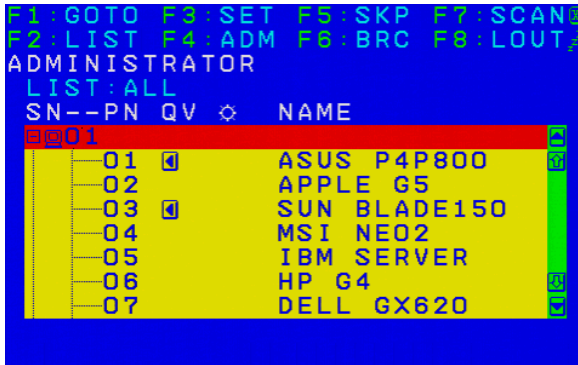 F1:GOTO F3:SET F5:SKP F7:SCAN
F2:LIST F4:ADM F6:BRC F8:LOUT
ADMINISTRATOR
LIST:ALL
SN--PN QV NAME
01
01 ASUS P4P800
02 APPLE G5
03 SUN BLADE150
04 MSI NEO2
05 IBM SERVER
06 HP G4
07 DELL GX620